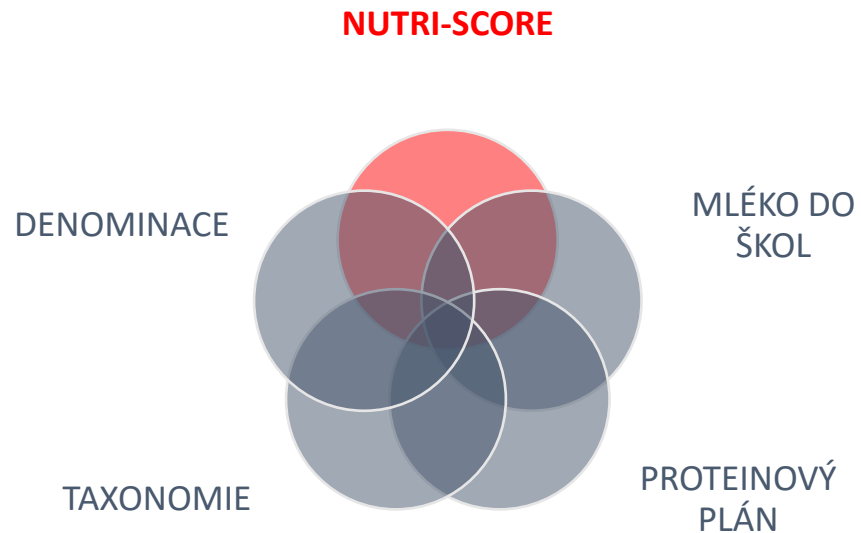 NUTRI-SCORE
DENOMINACE
MLÉKO DO
ŠKOL
TAXONOMIE
PROTEINOVÝ
PLÁN